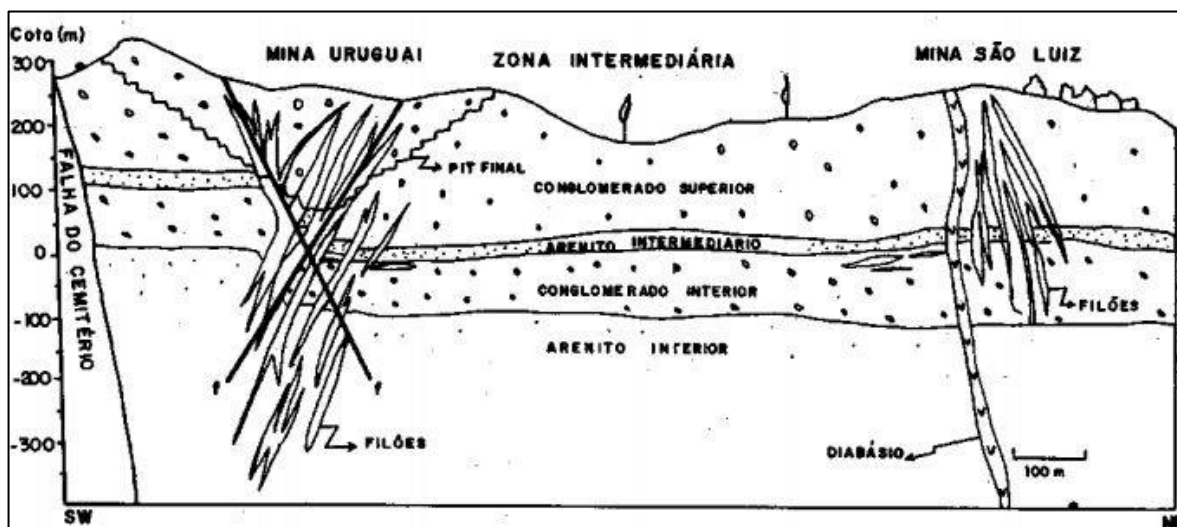 Cota (m)
MINA URUGUAI
ZONA INTERMEDIÁRIA
MINA SÃO LUIZ
300
200
100
0
-100
-200
-300
FALHA DO CEMITÉRIO
PIT FINAL
CONGLOMERADO SUPERIOR
ARENITO INTERMEDIÁRIO
CONGLOMERADO INTERIOR
FILÕES
ARENITO INTERIOR
f
f
FILÕES
DIABÁSIO
100 m
SW